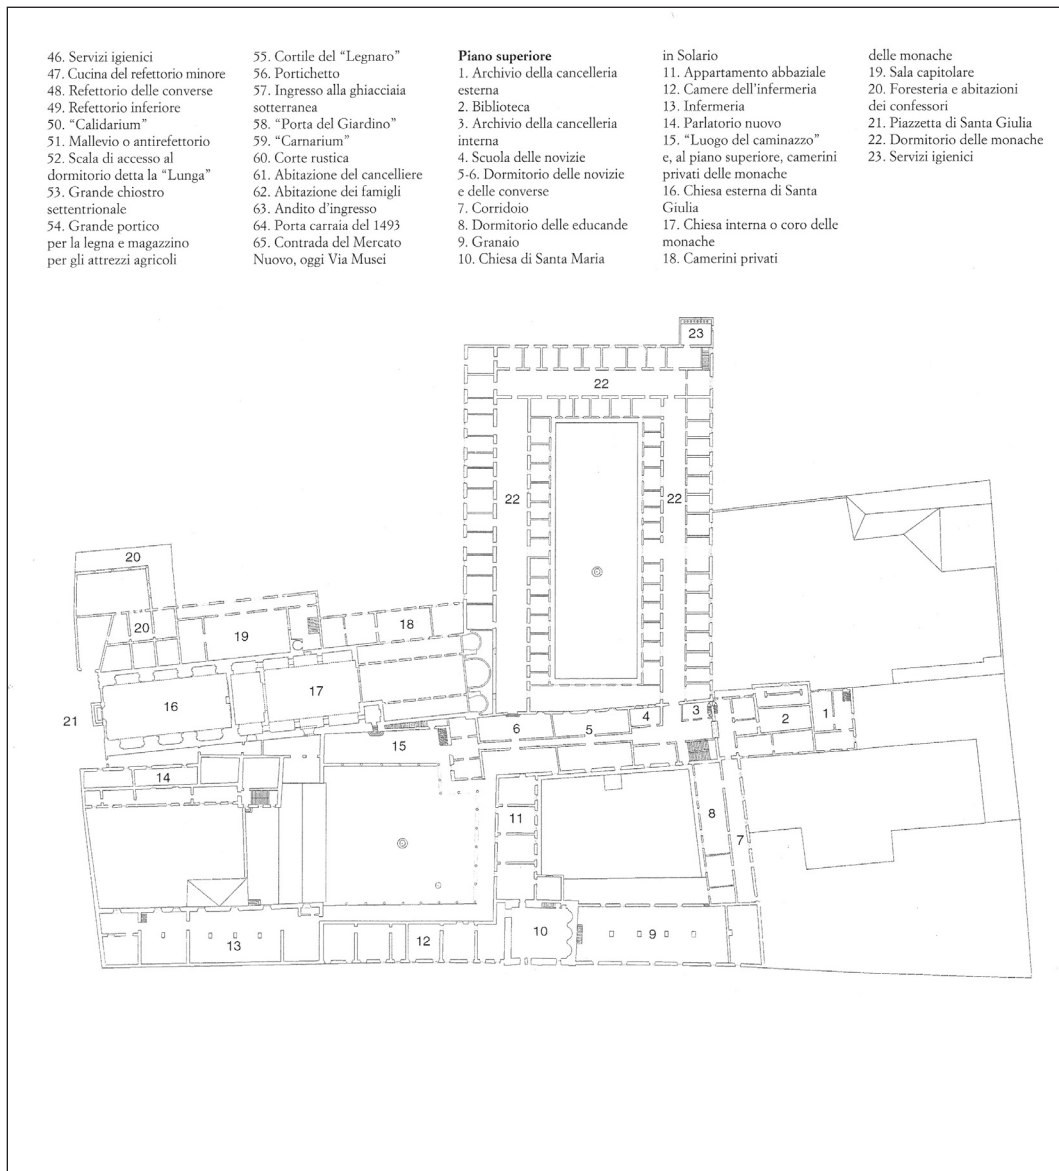 46. Servizi igienici
47. Cucina del refettorio minore
48. Refettorio delle converse
49. Refettorio inferiore
50. “Calidarium”
51. Mallevio o antirefettorio
52. Scala di accesso al
dormitorio detta la “Lunga”
53. Grande chiostro
settentrionale
54. Grande portico
per la legna e magazzino
per gli attrezzi agricoli
55. Cortile del “Legnaro”
56. Portichetto
57. Ingresso alla ghiacciaia
sotterranea
58. “Porta del Giardino”
59. “Carnarium”
60. Corte rustica
61. Abitazione del cancelliere
62. Abitazione dei famigli
63. Andito d’ingresso
64. Porta carraia del 1493
65. Contrada del Mercato
Nuovo, oggi Via Musei
Piano superiore
1. Archivio della cancelleria
esterna
2. Biblioteca
3. Archivio della cancelleria
interna
4. Scuola delle novizie
5-6. Dormitorio delle novizie
e delle converse
7. Corridoio
8. Dormitorio delle educande
9. Granaio
10. Chiesa di Santa Maria
in Solario
11. Appartamento abbaziale
12. Camere dell’infermeria
13. Infermeria
14. Parlatorio nuovo
15. “Luogo del caminazzo”
e, al piano superiore, camerini
privati delle monache
16. Chiesa esterna di Santa
Giulia
17. Chiesa interna o coro delle
monache
18. Camerini privati
delle monache
19. Sala capitolare
20. Foresteria e abitazioni
dei confessori
21. Piazzetta di Santa Giulia
22. Dormitorio delle monache
23. Servizi igienici
23
22
22
22
20
20
19
18
17
16
21
15
14
6
5
4
3
2
1
11
8
7
13
12
10
9